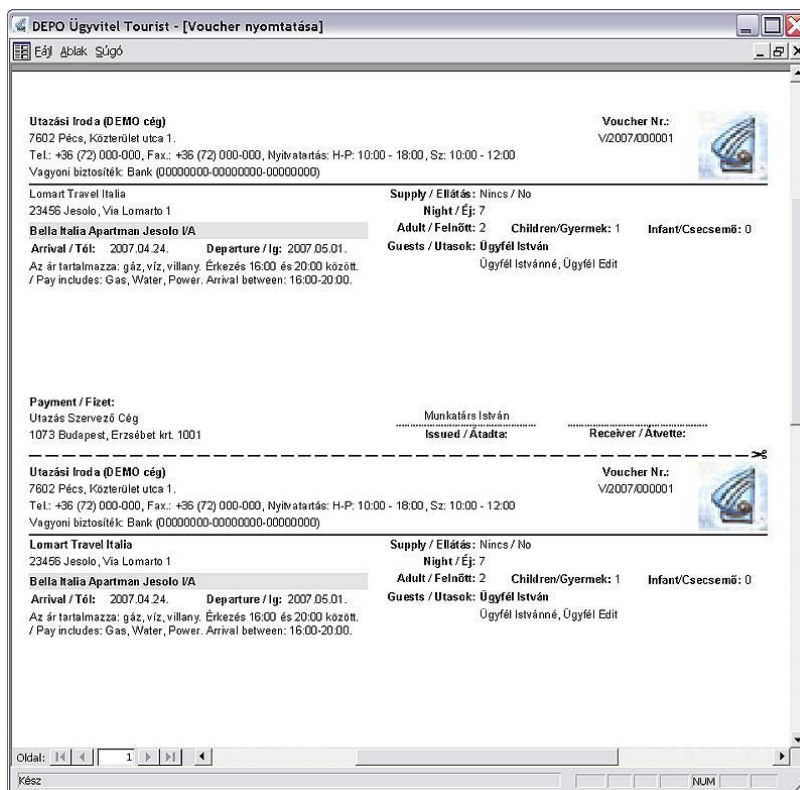 DEPO Ügyvitel Tourist - [Voucher nyomtatása]
Fájl Ablak Súgó
Utazási Iroda (DEMO cég)
Voucher Nr.:
7602 Pécs, Közterület utca 1.
V/2007/000001
Tel.: +36 (72) 000-000, Fax.: +36 (72) 000-000, Nyitvatartás: H-P: 10:00 - 18:00, Sz: 10:00 - 12:00
Vagyoni biztosíték: Bank (00000000-00000000-00000000)
Lomart Travel Italia
Supply / Ellátás: Nincs / No
23456 Jesolo, Via Lomarto 1
Night / Éj: 7
Bella Italia Apartman Jesolo I/A
Adult / Felnőtt: 2 Children/Gyermek: 1 Infant/Csecsemő: 0
Arrival / Tól: 2007.04.24. Departure / Ig: 2007.05.01.
Guests / Utasok: Ügyfél István
Ügyfél Istvánné, Ügyfél Edit
Az ár tartalmazza: gáz, víz, villany. Érkezés 16:00 és 20:00 között.
/ Pay includes: Gas, Water, Power. Arrival between: 16:00-20:00.
Payment / Fizet:
Utazás Szervező Cég
Munkatárs István
1073 Budapest, Erzsébet krt. 1001
Issued / Átadta: Receiver / Átvette:
Utazási Iroda (DEMO cég)
Voucher Nr.:
7602 Pécs, Közterület utca 1.
V/2007/000001
Tel.: +36 (72) 000-000, Fax.: +36 (72) 000-000, Nyitvatartás: H-P: 10:00 - 18:00, Sz: 10:00 - 12:00
Vagyoni biztosíték: Bank (00000000-00000000-00000000)
Lomart Travel Italia
Supply / Ellátás: Nincs / No
23456 Jesolo, Via Lomarto 1
Night / Éj: 7
Bella Italia Apartman Jesolo I/A
Adult / Felnőtt: 2 Children/Gyermek: 1 Infant/Csecsemő: 0
Arrival / Tól: 2007.04.24. Departure / Ig: 2007.05.01.
Guests / Utasok: Ügyfél István
Ügyfél Istvánné, Ügyfél Edit
Az ár tartalmazza: gáz, víz, villany. Érkezés 16:00 és 20:00 között.
/ Pay includes: Gas, Water, Power. Arrival between: 16:00-20:00.
Oldal: 1
Kész
NUM